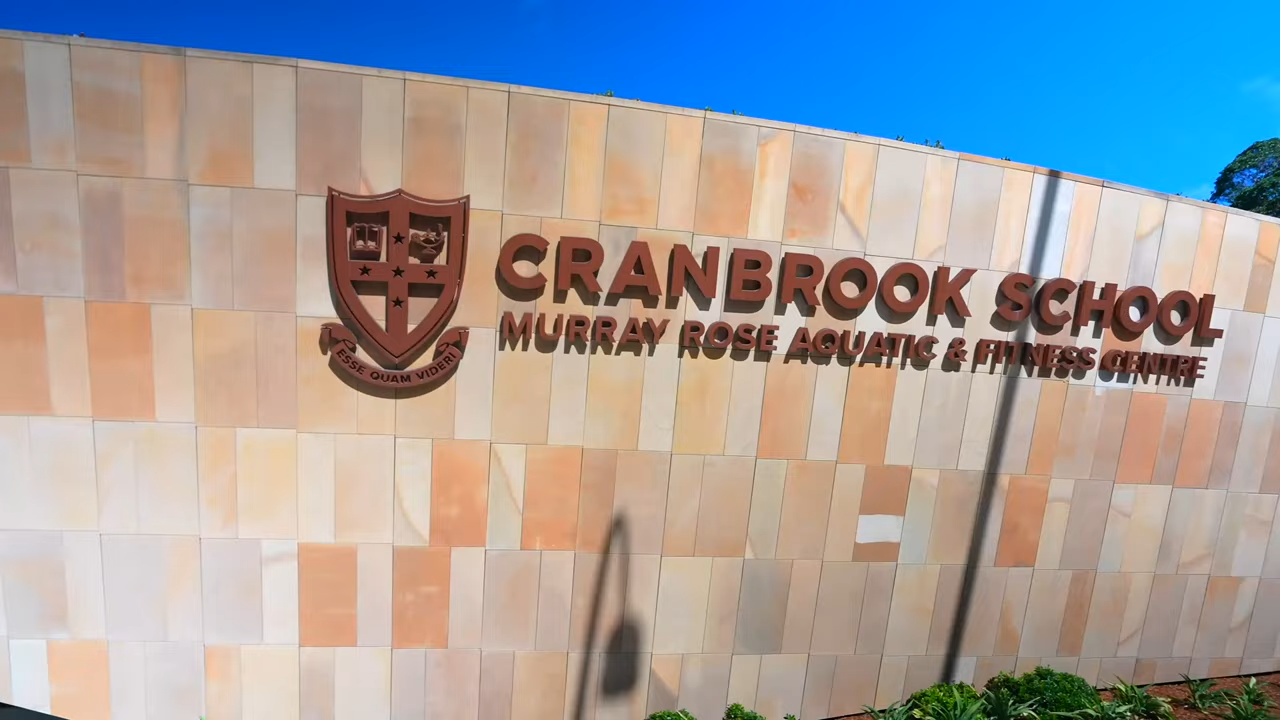 CRANBROOK SCHOOL
MURRAY ROSE AQUATIC & FITNESS CENTRE
ESSE QUAM VIDERI